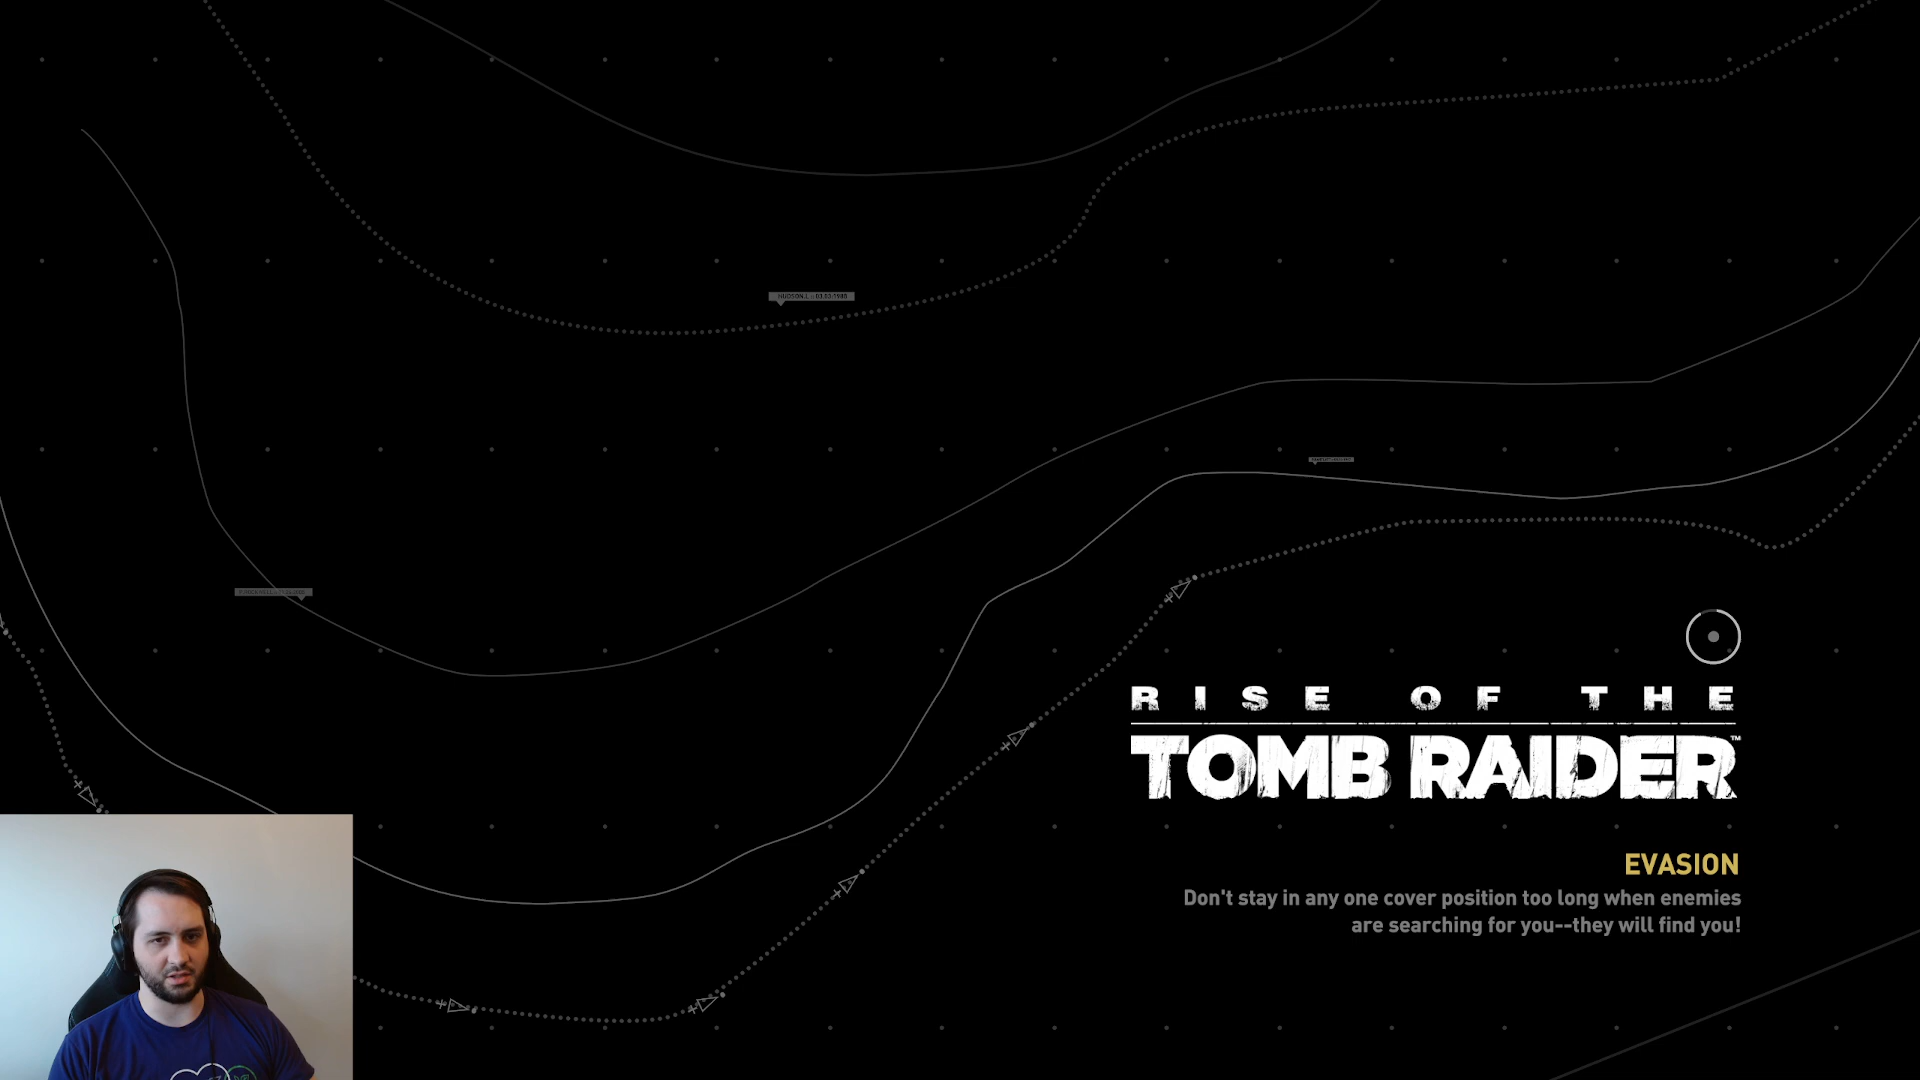 RISE OF THE
TOMB RAIDER™
EVASION
Don't stay in any one cover position too long when enemies
are searching for you--they will find you!